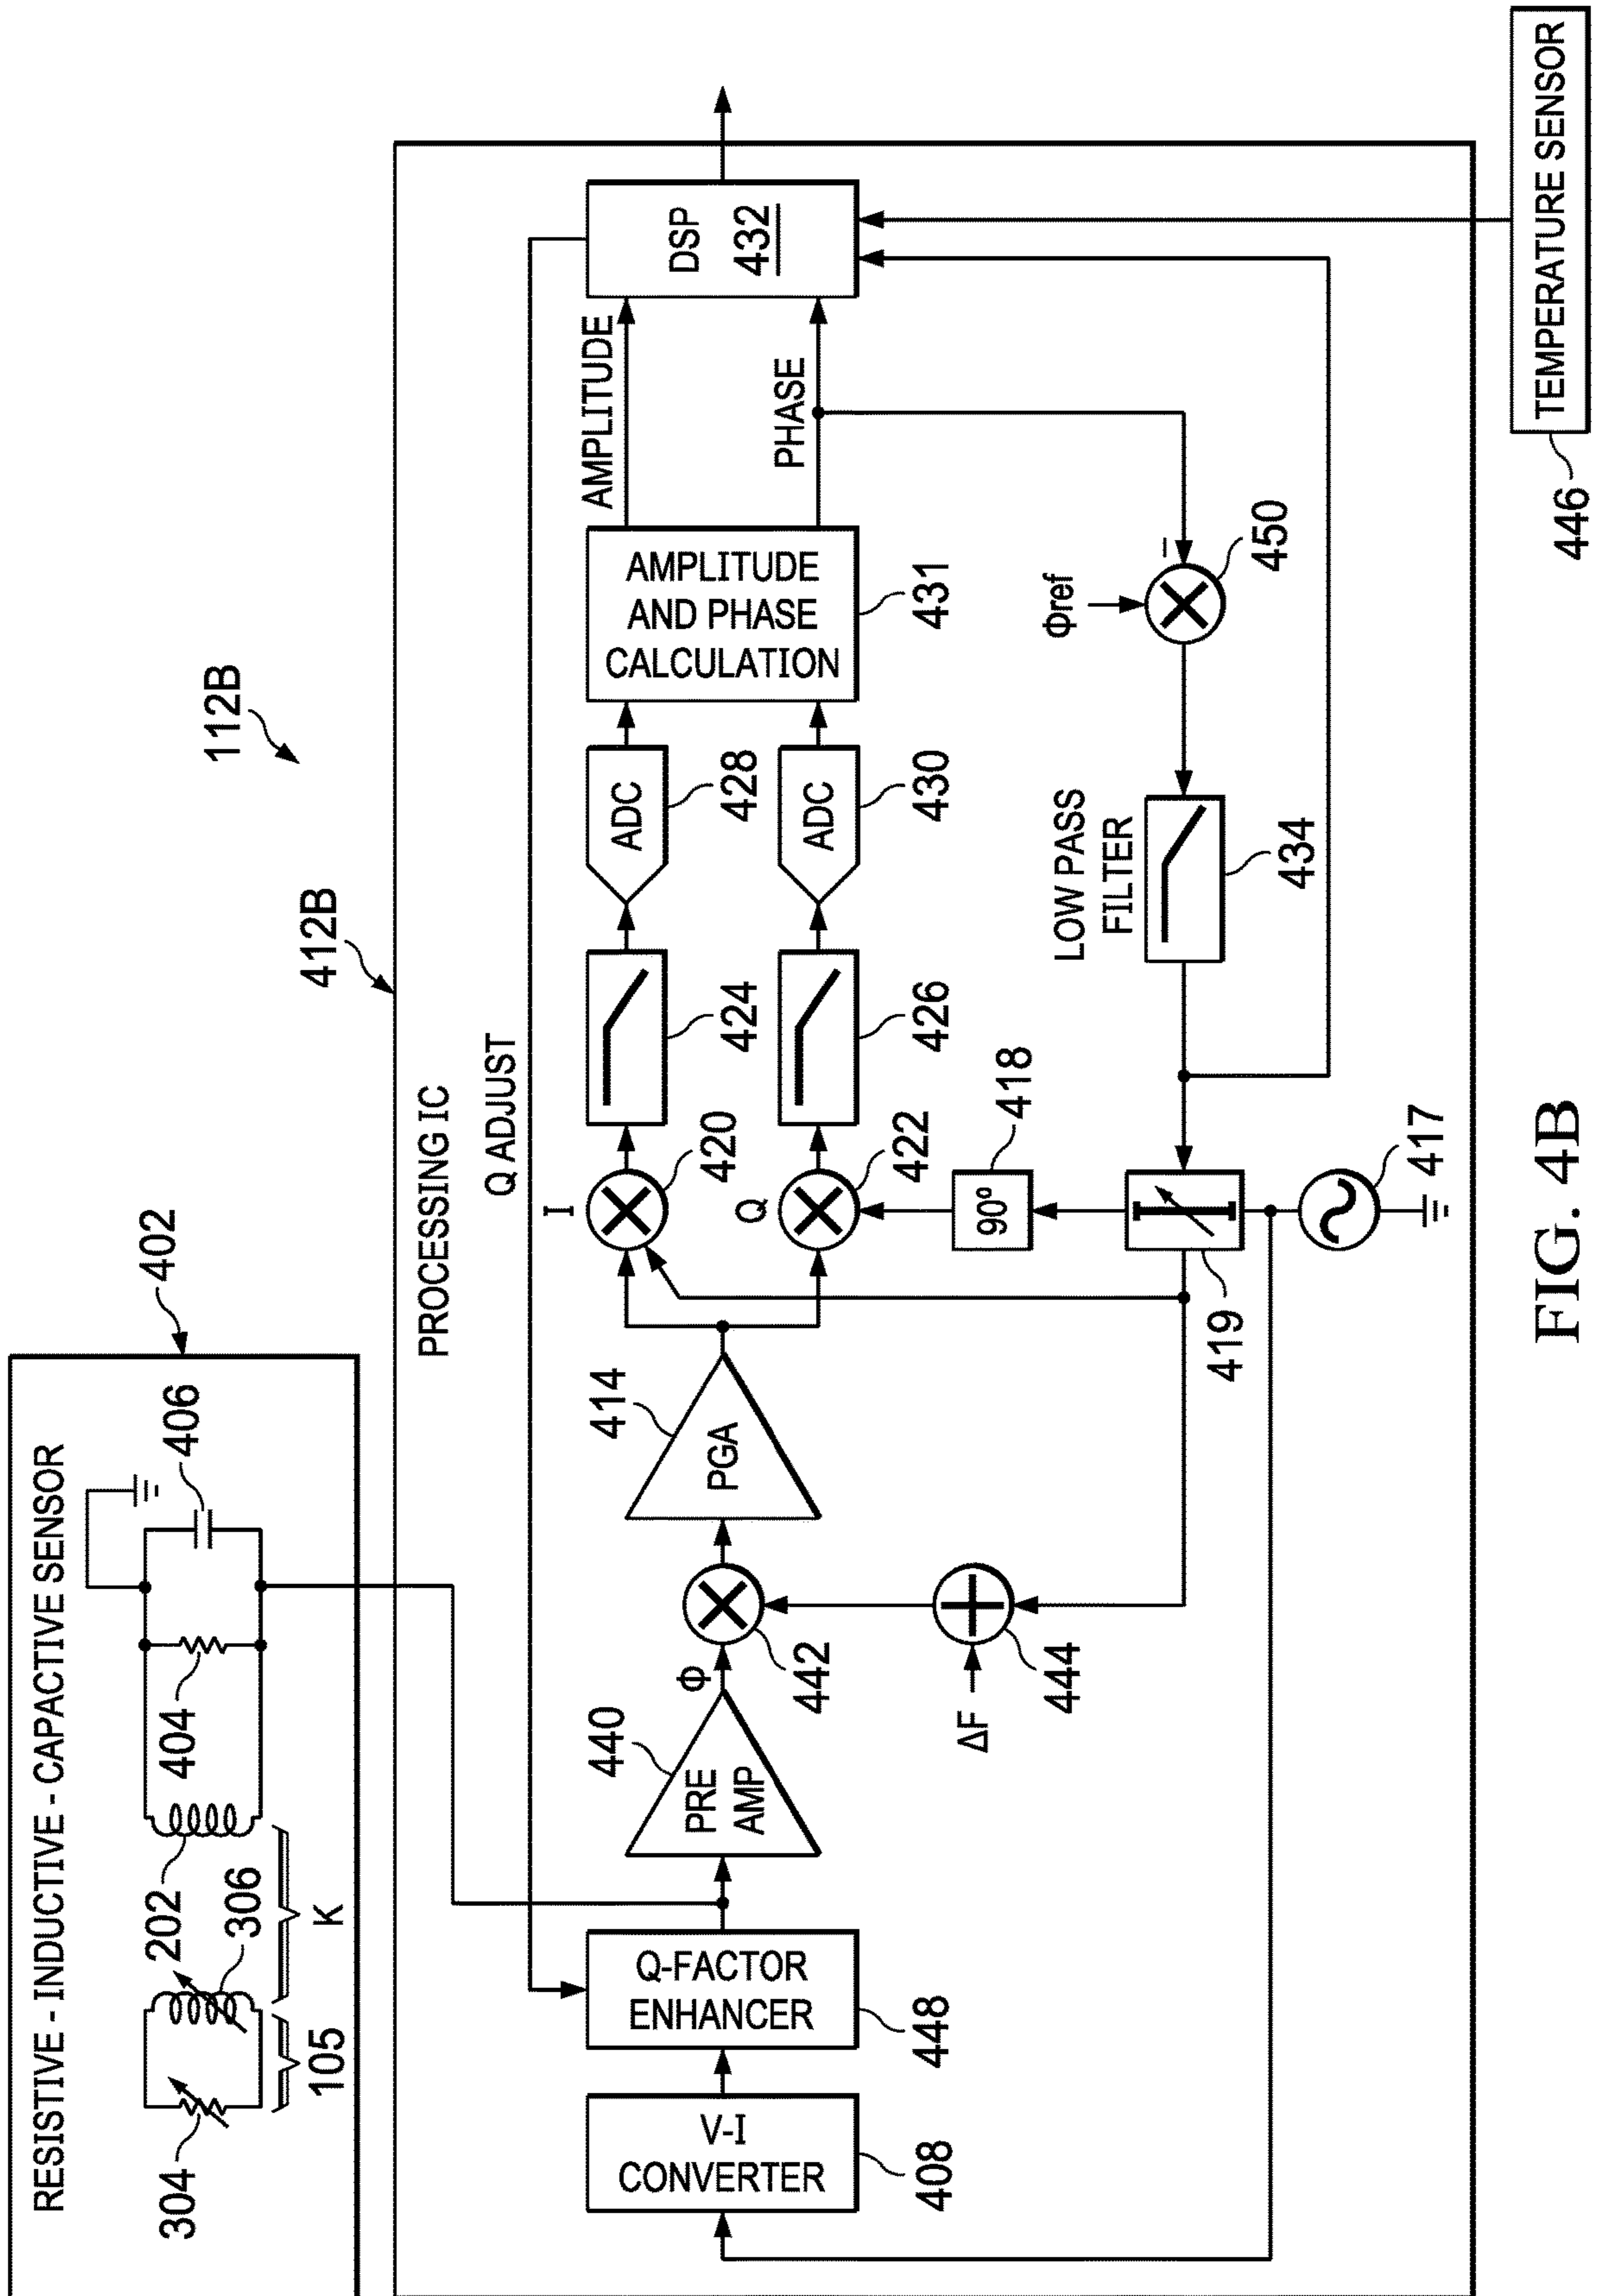 RESISTIVE - INDUCTIVE - CAPACTIVE SENSOR
402
304
105
306
202
K
404
406
112B
412B
PROCESSING IC
Q ADJUST
V-I
CONVERTER
408
Q-FACTOR
ENHANCER
448
PRE
AMP
440
Φ
442
ΔF
444
PGA
414
I
420
Q
422
90º
418
419
417
424
426
ADC
428
ADC
430
AMPLITUDE
AND PHASE
CALCULATION
431
AMPLITUDE
PHASE
DSP
432
Φref
–
450
LOW PASS
FILTER
434
TEMPERATURE SENSOR
446
FIG. 4B